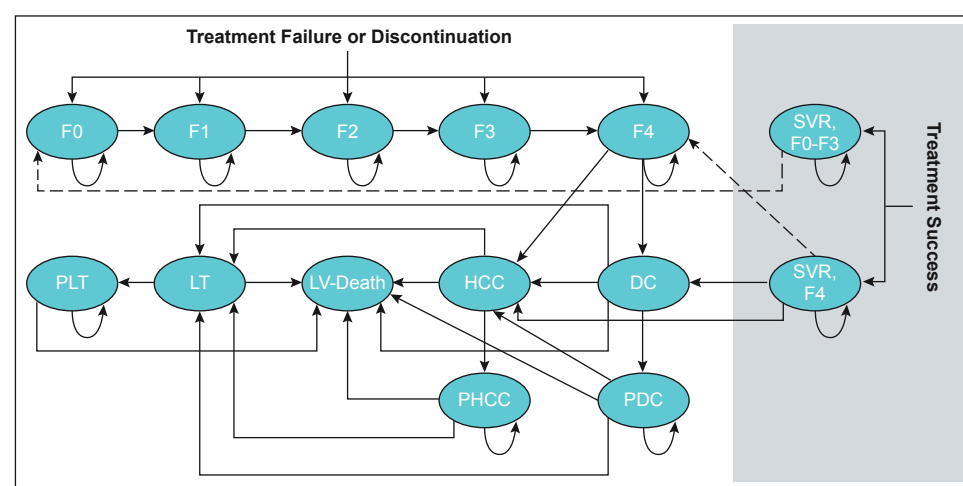 Treatment Failure or Discontinuation
F0
F1
F2
F3
F4
SVR,
F0-F3
Treatment Success
PLT
LT
LV-Death
HCC
DC
SVR,
F4
PHCC
PDC